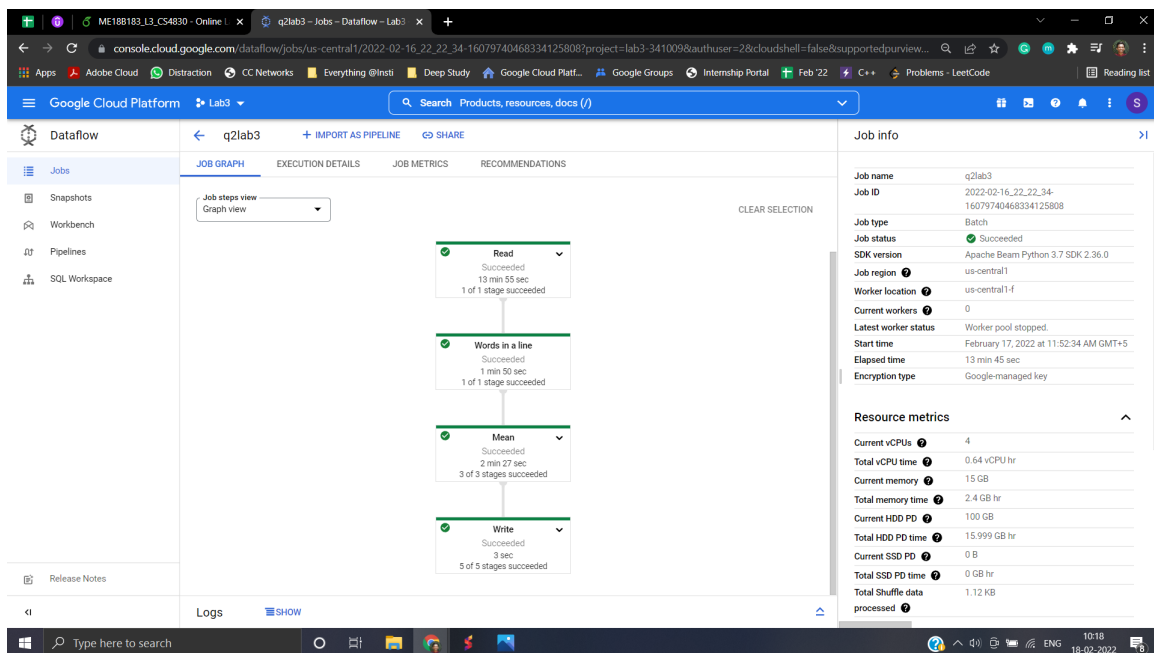 ME18B183_L3_CS4830 - Online L
q2lab3 – Jobs – Dataflow – Lab3
console.cloud.google.com/dataflow/jobs/us-central1/2022-02-16_22_22_34-16079740468334125808?project=lab3-341009&authuser=2&cloudshell=false&supportedpurview...
Apps Adobe Cloud Distraction CC Networks Everything @Insti Deep Study Google Cloud Platf... Google Groups Internship Portal Feb '22 C++ Problems - LeetCode Reading list
Google Cloud Platform Lab3 Search Products, resources, docs (/) S
Dataflow
Jobs
Snapshots
Workbench
Pipelines
SQL Workspace
Release Notes
q2lab3 IMPORT AS PIPELINE SHARE
JOB GRAPH EXECUTION DETAILS JOB METRICS RECOMMENDATIONS
Job steps view
Graph view
CLEAR SELECTION
Read
Succeeded
13 min 55 sec
1 of 1 stage succeeded
Words in a line
Succeeded
1 min 50 sec
1 of 1 stage succeeded
Mean
Succeeded
2 min 27 sec
3 of 3 stages succeeded
Write
Succeeded
3 sec
5 of 5 stages succeeded
Logs SHOW
Job info
Job name q2lab3
Job ID 2022-02-16_22_22_34-
16079740468334125808
Job type Batch
Job status Succeeded
SDK version Apache Beam Python 3.7 SDK 2.36.0
Job region us-central1
Worker location us-central1-f
Current workers 0
Latest worker status Worker pool stopped.
Start time February 17, 2022 at 11:52:34 AM GMT+5
Elapsed time 13 min 45 sec
Encryption type Google-managed key
Resource metrics
Current vCPUs 4
Total vCPU time 0.64 vCPU hr
Current memory 15 GB
Total memory time 2.4 GB hr
Current HDD PD 100 GB
Total HDD PD time 15.999 GB hr
Current SSD PD 0 B
Total SSD PD time 0 GB hr
Total Shuffle data 1.12 KB
processed
Type here to search
ENG
10:18
18-02-2022